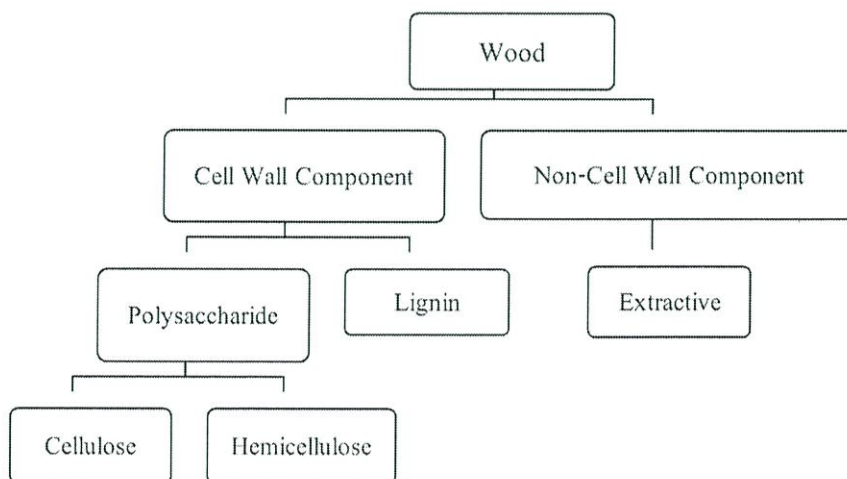 Wood
Cell Wall Component
Non-Cell Wall Component
Polysaccharide
Lignin
Extractive
Cellulose
Hemicellulose